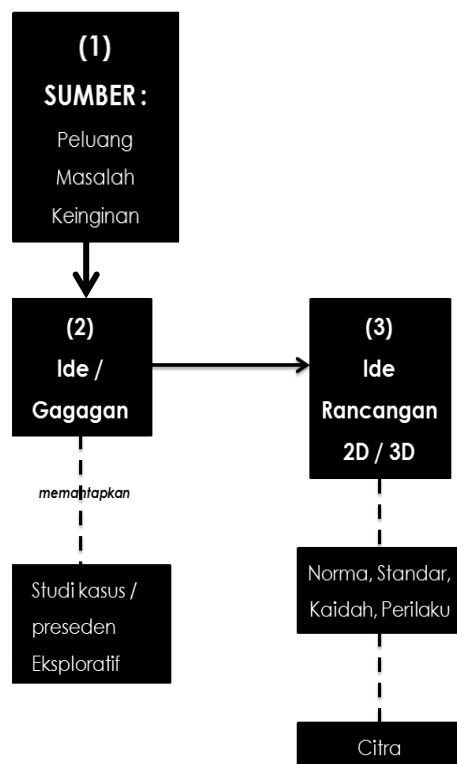 (1)
SUMBER :
Peluang
Masalah
Keinginan
(2)
Ide /
Gagagan
(3)
Ide
Rancangan
2D / 3D
memantapkan
Studi kasus /
preseden
Eksploratif
Norma, Standar,
Kaidah, Perilaku
Citra